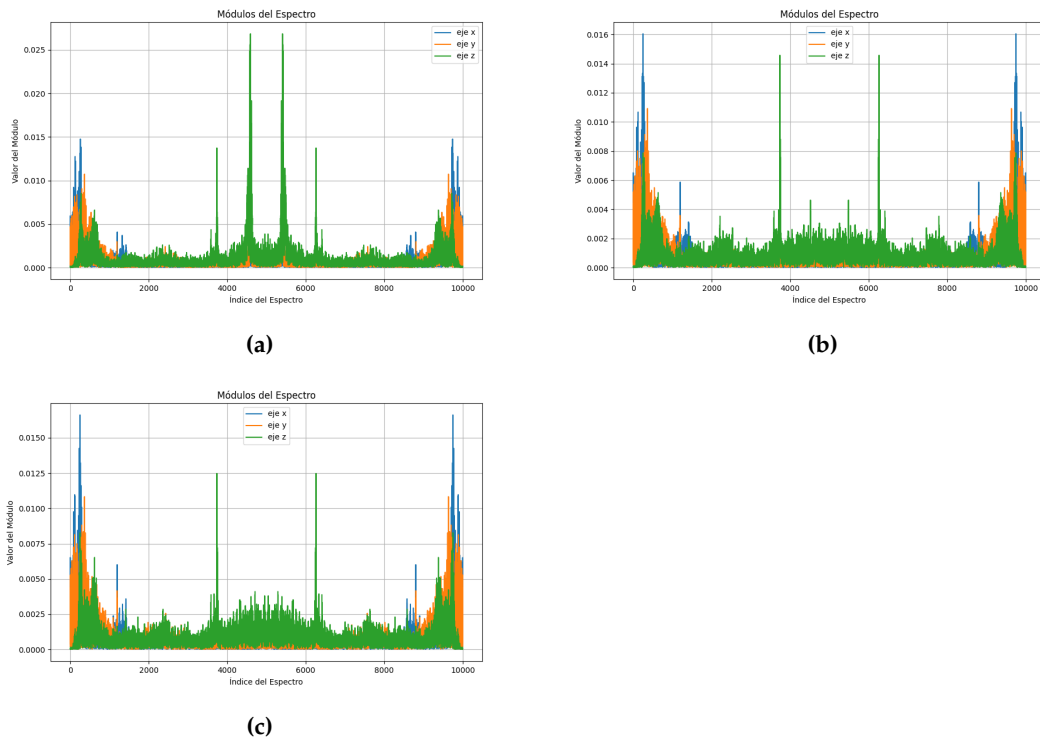 Módulos del Espectro
eje x
eje y
eje z
0.025
0.020
0.015
0.010
0.005
0.000
Valor del Módulo
0 2000 4000 6000 8000 10000
Índice del Espectro
(a)
Módulos del Espectro
eje x
eje y
eje z
0.016
0.014
0.012
0.010
0.008
0.006
0.004
0.002
0.000
Valor del Módulo
0 2000 4000 6000 8000 10000
Índice del Espectro
(b)
Módulos del Espectro
eje x
eje y
eje z
0.0150
0.0125
0.0100
0.0075
0.0050
0.0025
0.0000
Valor del Módulo
0 2000 4000 6000 8000 10000
Índice del Espectro
(c)